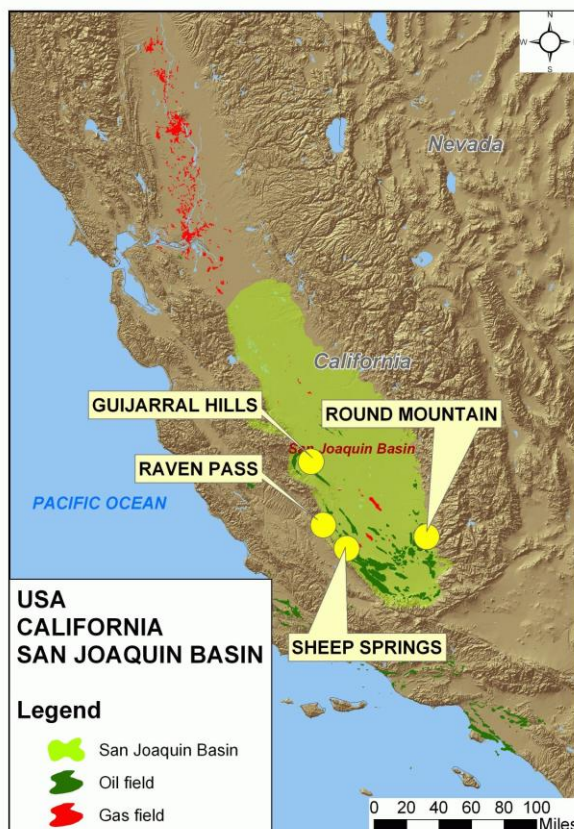 N
W
S
Nevada
California
GUIJARRAL HILLS
ROUND MOUNTAIN
San Joaquin Basin
RAVEN PASS
PACIFIC OCEAN
SHEEP SPRINGS
USA
CALIFORNIA
SAN JOAQUIN BASIN
Legend
San Joaquin Basin
Oil field
Gas field
0 20 40 60 80 100
Miles